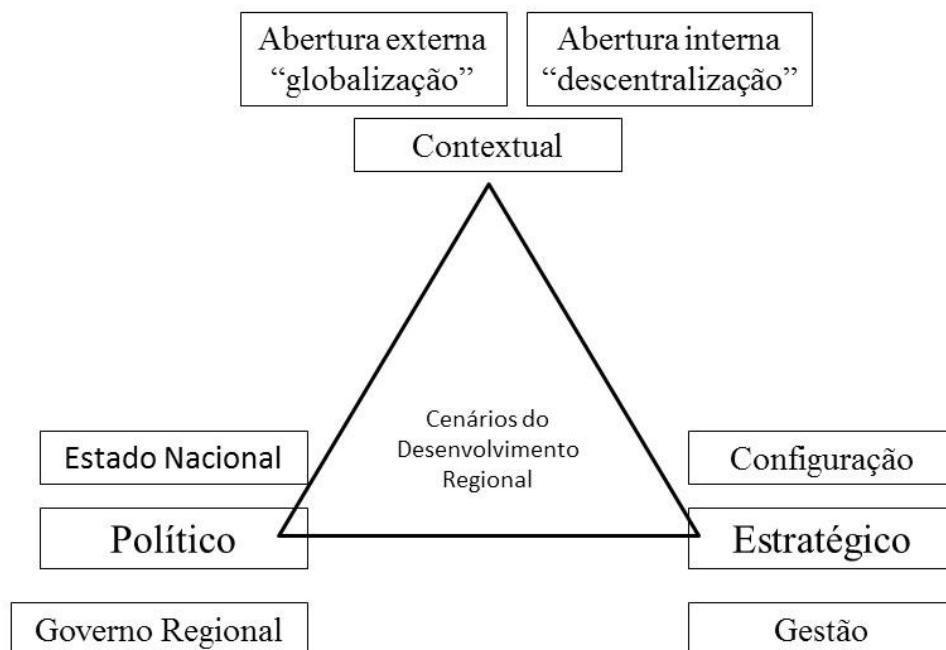 Abertura externa
“globalização”
Abertura interna
“descentralização”
Contextual
Cenários do
Desenvolvimento
Regional
Estado Nacional
Configuração
Político
Estratégico
Governo Regional
Gestão